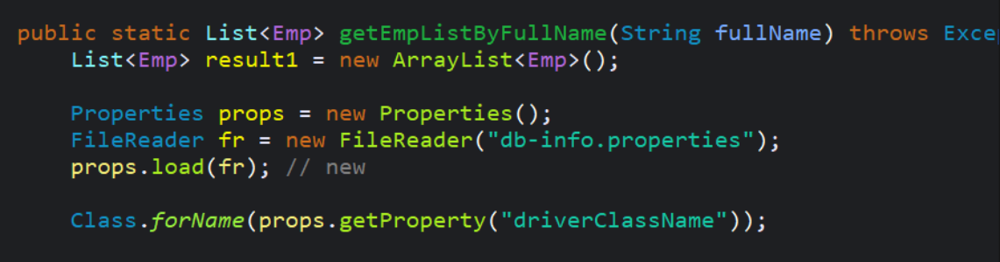 public static List<Emp> getEmpListByFullName(String fullName) throws Exce
List<Emp> result1 = new ArrayList<Emp>();
Properties props = new Properties();
FileReader fr = new FileReader("db-info.properties");
props.load(fr); // new
Class.forName(props.getProperty("driverClassName"));